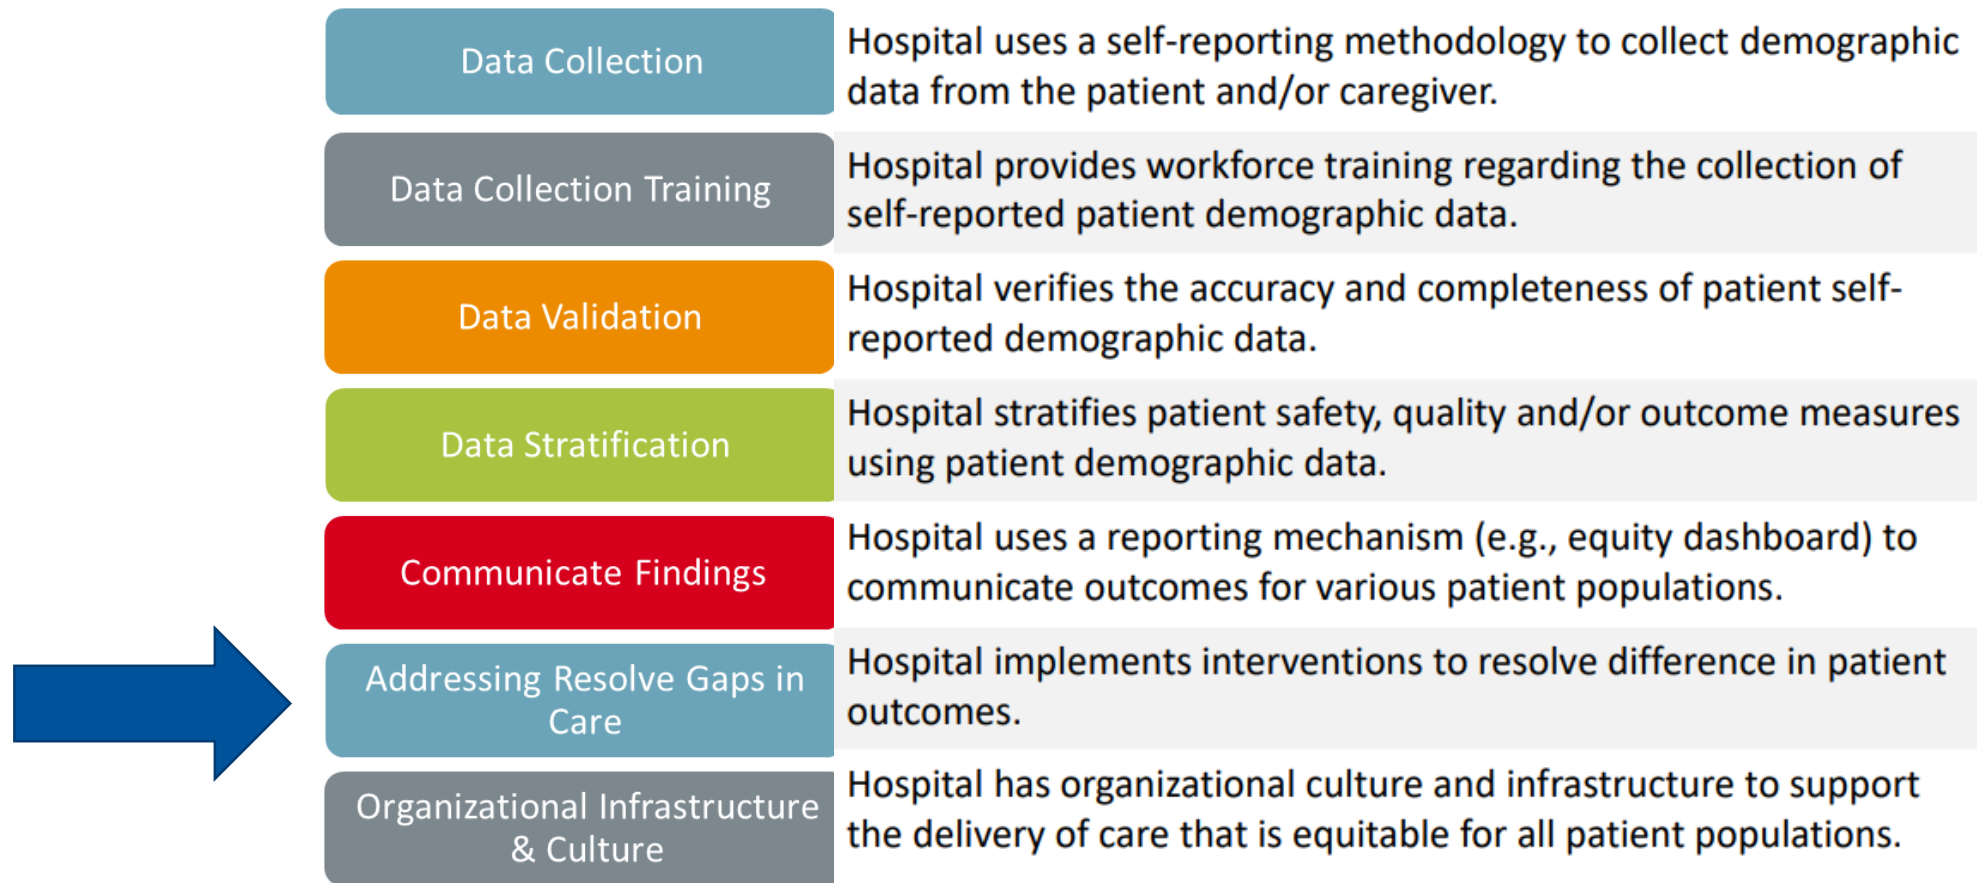 Data Collection
Hospital uses a self-reporting methodology to collect demographic
data from the patient and/or caregiver.
Data Collection Training
Hospital provides workforce training regarding the collection of
self-reported patient demographic data.
Data Validation
Hospital verifies the accuracy and completeness of patient self-
reported demographic data.
Data Stratification
Hospital stratifies patient safety, quality and/or outcome measures
using patient demographic data.
Communicate Findings
Hospital uses a reporting mechanism (e.g., equity dashboard) to
communicate outcomes for various patient populations.
Addressing Resolve Gaps in
Care
Hospital implements interventions to resolve difference in patient
outcomes.
Organizational Infrastructure
& Culture
Hospital has organizational culture and infrastructure to support
the delivery of care that is equitable for all patient populations.